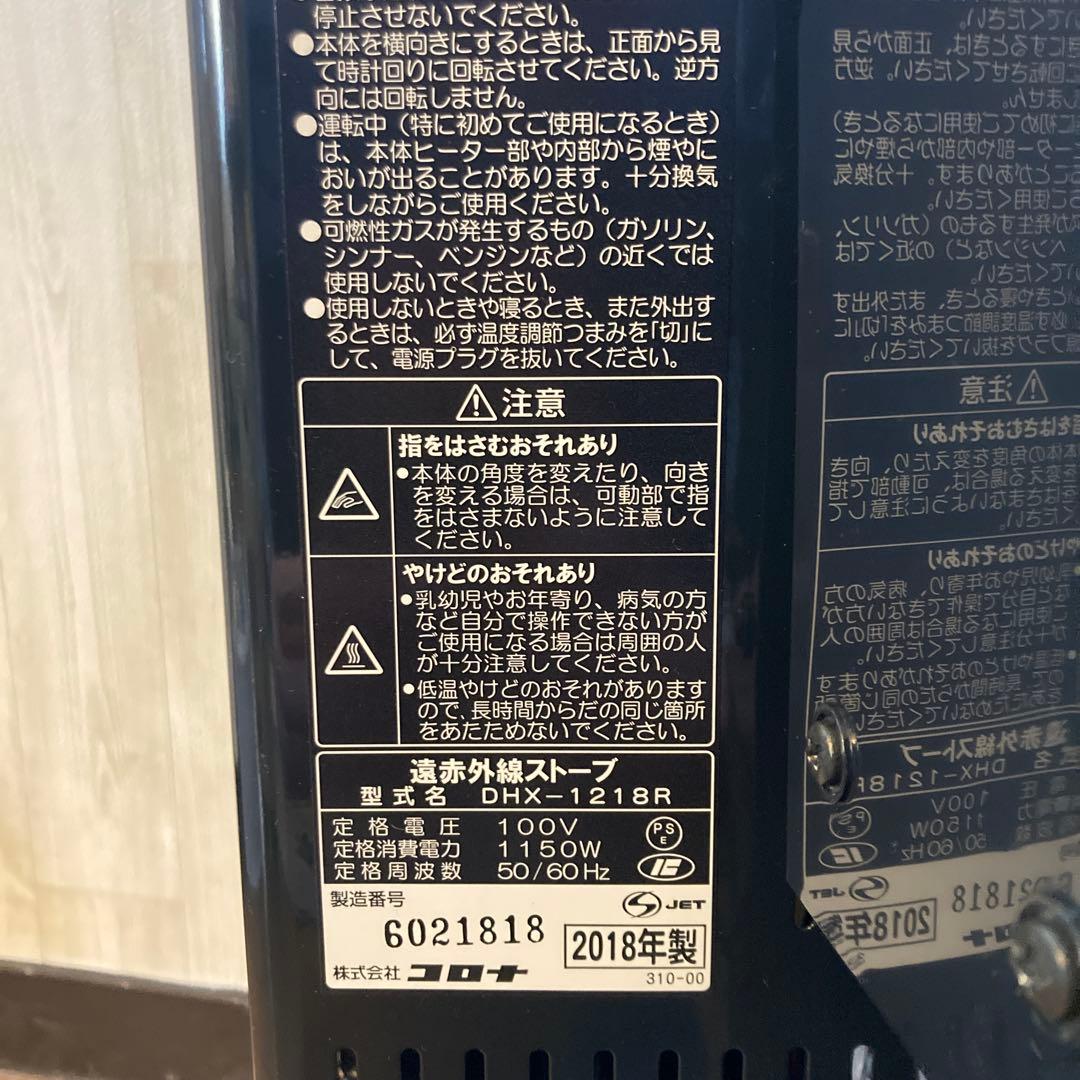 停止させないでください。
●本体を横向きにするときは、正面から見
て時計回りに回転させてください。逆方
向には回転しません。
●運転中（特に初めてご使用になるとき）
は、本体ヒーター部や内部から煙やに
おいが出ることがあります。十分換気
をしながらご使用ください。
●可燃性ガスが発生するもの（ガソリン、
シンナー、ベンジンなど）の近くでは
使用しないでください。
●使用しないときや寝るとき、また外出す
るときは、必ず温度調節つまみを「切」に
して、電源プラグを抜いてください。
⚠注意
指をはさむおそれあり
●本体の角度を変えたり、向き
を変える場合は、可動部で指
をはさまないように注意して
ください。
やけどのおそれあり
●乳幼児やお年寄り、病気の方
など自分で操作できない方が
ご使用になる場合は周囲の人
が十分注意してください。
●低温やけどのおそれがあります
ので、長時間からだの同じ箇所
をあたためないでください。
遠赤外線ストーブ
型式名 DHX-1218R
定格電圧 100V
定格消費電力 1150W
定格周波数 50/60Hz
PSE
製造番号
JET
6021818
2018年製
株式会社 コロナ
310-00